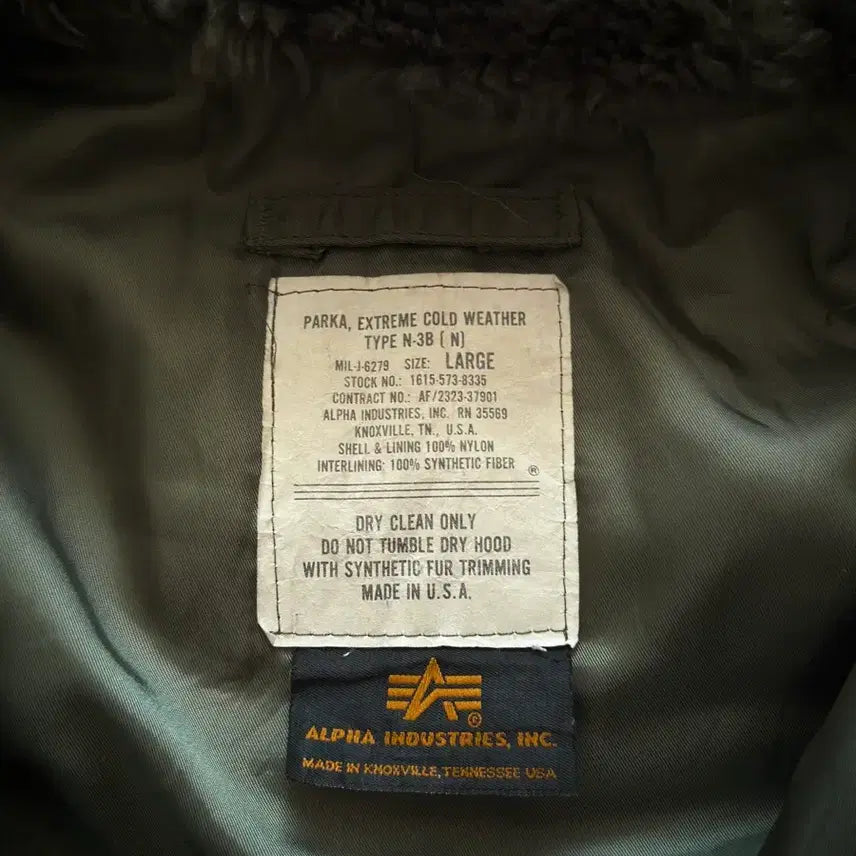 PARKA, EXTREME COLD WEATHER
TYPE N-3B ( N)
MIL-J-6279 SIZE: LARGE
STOCK NO.: 1615-573-8335
CONTRACT NO.: AF/2323-37901
ALPHA INDUSTRIES, INC. RN 35569
KNOXVILLE, TN., U.S.A.
SHELL & LINING 100% NYLON
INTERLINING: 100% SYNTHETIC FIBER ®
DRY CLEAN ONLY
DO NOT TUMBLE DRY HOOD
WITH SYNTHETIC FUR TRIMMING
MADE IN U.S.A.
®
ALPHA INDUSTRIES, INC.
MADE IN KNOXVILLE, TENNESSEE USA